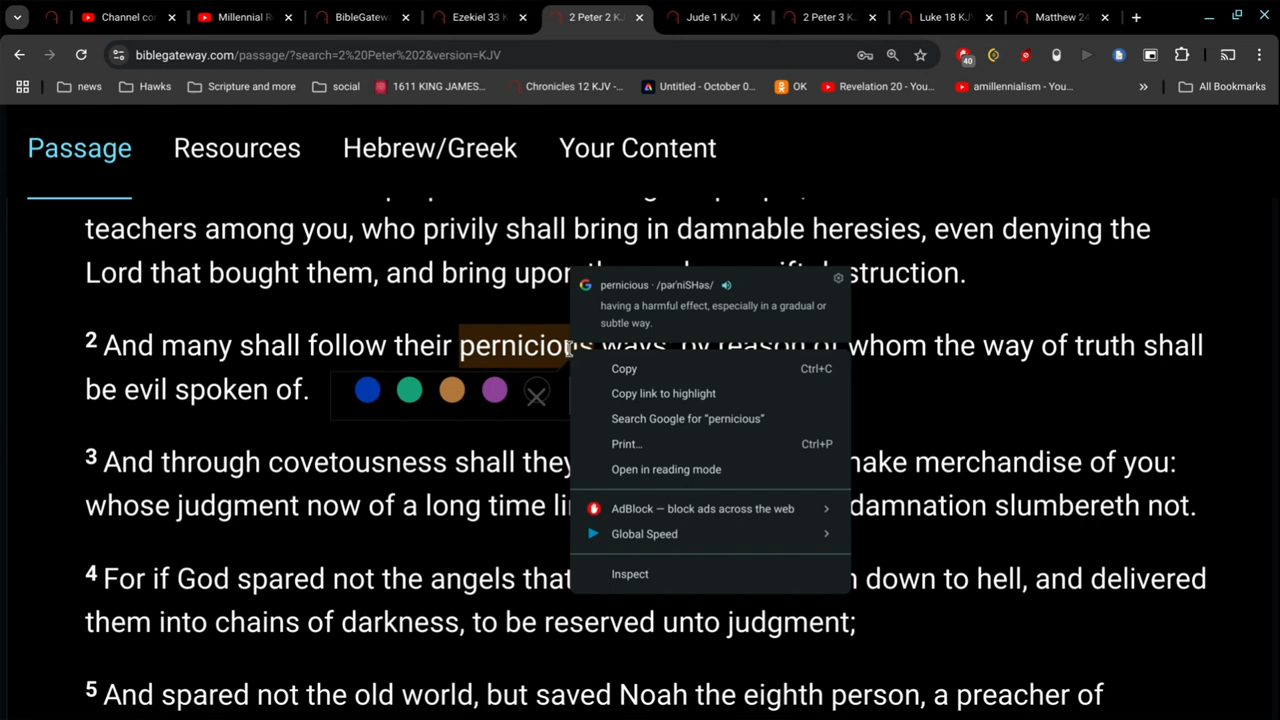 Channel co
Millennial R
BibleGatew
Ezekiel 33 K
2 Peter 2 K
Jude 1 KJV
2 Peter 3 K
Luke 18 KJV
Matthew 24
biblegateway.com/passage/?search=2%20Peter%202&version=KJV
40
news
Hawks
Scripture and more
social
1611 KING JAMES...
Chronicles 12 KJV -...
Untitled - October 0...
OK
Revelation 20 - You...
amillennialism - You...
All Bookmarks
Passage
Resources
Hebrew/Greek
Your Content
teachers among you, who privily shall bring in damnable heresies, even denying the
Lord that bought them, and bring upon struction.
2 And many shall follow their pernicious ways, by reason of whom the way of truth shall
be evil spoken of.
3 And through covetousness shall they make merchandise of you:
whose judgment now of a long time damnation slumbereth not.
4 For if God spared not the angels that down to hell, and delivered
them into chains of darkness, to be reserved unto judgment;
5 And spared not the old world, but saved Noah the eighth person, a preacher of
pernicious · /pərˈniSHəs/
having a harmful effect, especially in a gradual or
subtle way.
Copy Ctrl+C
Copy link to highlight
Search Google for “pernicious”
Print... Ctrl+P
Open in reading mode
AdBlock — block ads across the web
Global Speed
Inspect